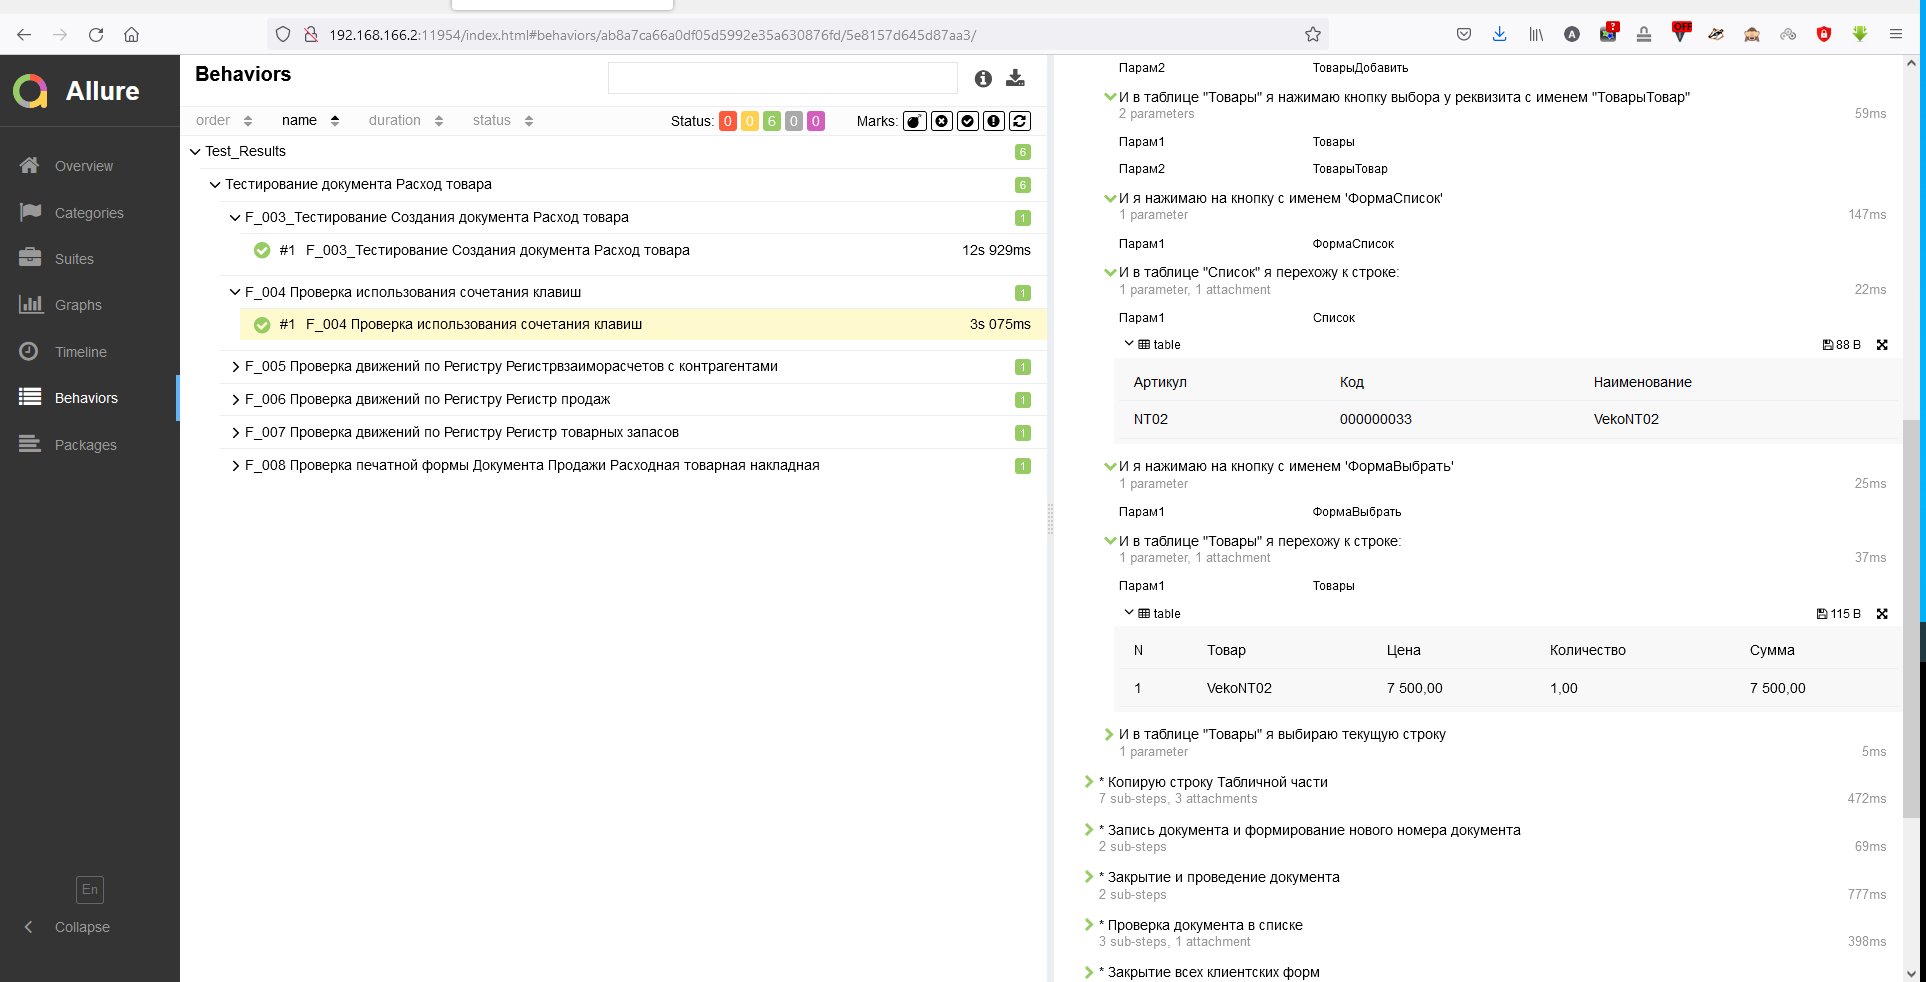 192.168.166.2:11954/index.html#behaviors/ab8a7ca66a0df05d5992e35a630876fd/5e8157d645d87aa3/
A
?
OFF
Allure
Overview
Categories
Suites
Graphs
Timeline
Behaviors
Packages
En
Collapse
Behaviors
order name duration status Status: 0 0 6 0 0 Marks:
Test_Results 6
Тестирование документа Расход товара 6
F_003_Тестирование Создания документа Расход товара 1
#1 F_003_Тестирование Создания документа Расход товара 12s 929ms
F_004 Проверка использования сочетания клавиш 1
#1 F_004 Проверка использования сочетания клавиш 3s 075ms
F_005 Проверка движений по Регистру Регистрвзаиморасчетов с контрагентами 1
F_006 Проверка движений по Регистру Регистр продаж 1
F_007 Проверка движений по Регистру Регистр товарных запасов 1
F_008 Проверка печатной формы Документа Продажи Расходная товарная накладная 1
Парам2 ТоварыДобавить
И в таблице "Товары" я нажимаю кнопку выбора у реквизита с именем "ТоварыТовар"
2 parameters 59ms
Парам1 Товары
Парам2 ТоварыТовар
И я нажимаю на кнопку с именем 'ФормаСписок'
1 parameter 147ms
Парам1 ФормаСписок
И в таблице "Список" я перехожу к строке:
1 parameter, 1 attachment 22ms
Парам1 Список
table 88 B
Артикул Код Наименование
NT02 000000033 VekoNT02
И я нажимаю на кнопку с именем 'ФормаВыбрать'
1 parameter 25ms
Парам1 ФормаВыбрать
И в таблице "Товары" я перехожу к строке:
1 parameter, 1 attachment 37ms
Парам1 Товары
table 115 B
N Товар Цена Количество Сумма
1 VekoNT02 7 500,00 1,00 7 500,00
И в таблице "Товары" я выбираю текущую строку
1 parameter 5ms
* Копирую строку Табличной части
7 sub-steps, 3 attachments 472ms
* Запись документа и формирование нового номера документа
2 sub-steps 69ms
* Закрытие и проведение документа
2 sub-steps 777ms
* Проверка документа в списке
3 sub-steps, 1 attachment 398ms
* Закрытие всех клиентских форм